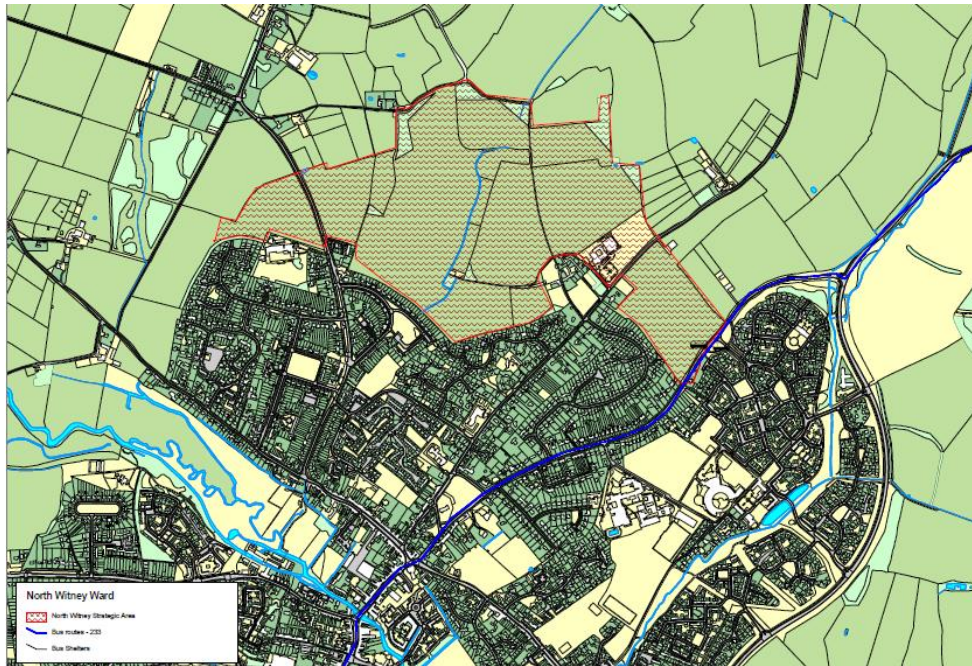 North Witney Ward
North Witney Strategic Area
Bus routes - 233
Bus Shelters